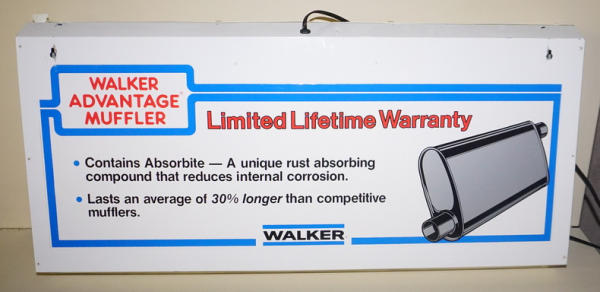 WALKER
ADVANTAGE
MUFFLER
Limited Lifetime Warranty
• Contains Absorbite — A unique rust absorbing
compound that reduces internal corrosion.
• Lasts an average of 30% longer than competitive
mufflers.
WALKER